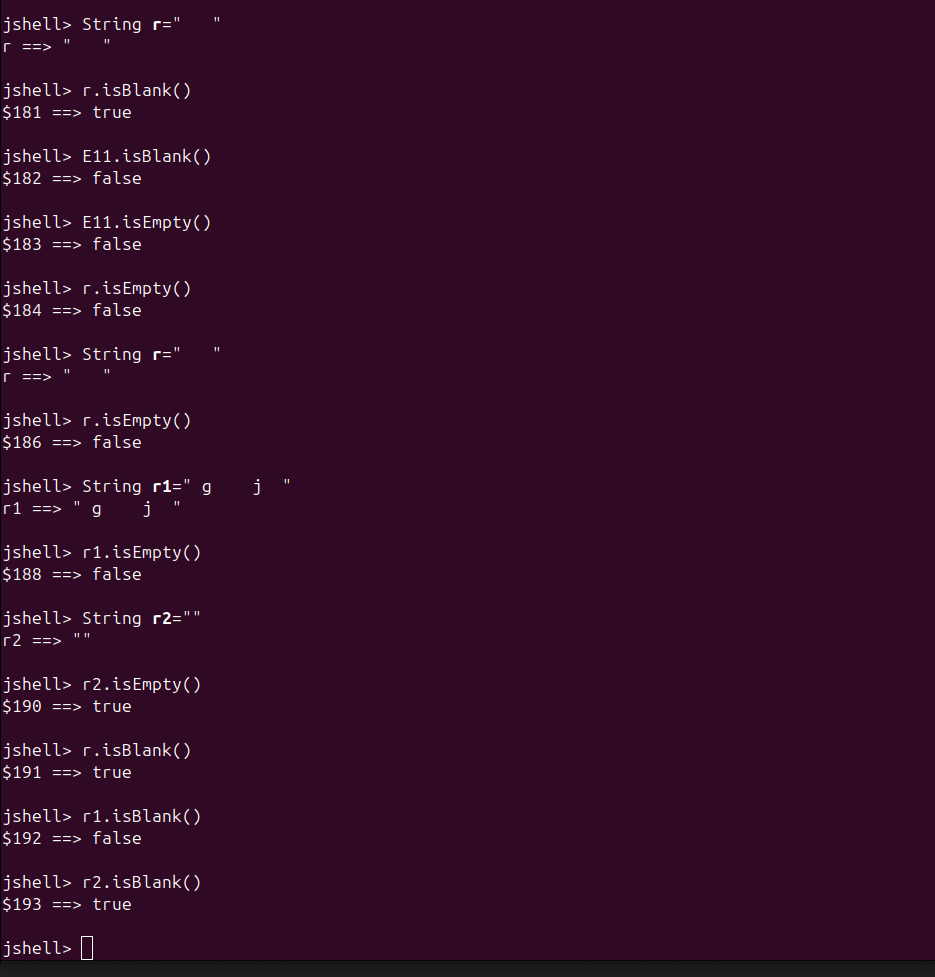 jshell> String r="   "
r ==> "   "
jshell> r.isBlank()
$181 ==> true
jshell> E11.isBlank()
$182 ==> false
jshell> E11.isEmpty()
$183 ==> false
jshell> r.isEmpty()
$184 ==> false
jshell> String r="   "
r ==> "   "
jshell> r.isEmpty()
$186 ==> false
jshell> String r1=" g    j  "
r1 ==> " g    j  "
jshell> r1.isEmpty()
$188 ==> false
jshell> String r2=""
r2 ==> ""
jshell> r2.isEmpty()
$190 ==> true
jshell> r.isBlank()
$191 ==> true
jshell> r1.isBlank()
$192 ==> false
jshell> r2.isBlank()
$193 ==> true
jshell>